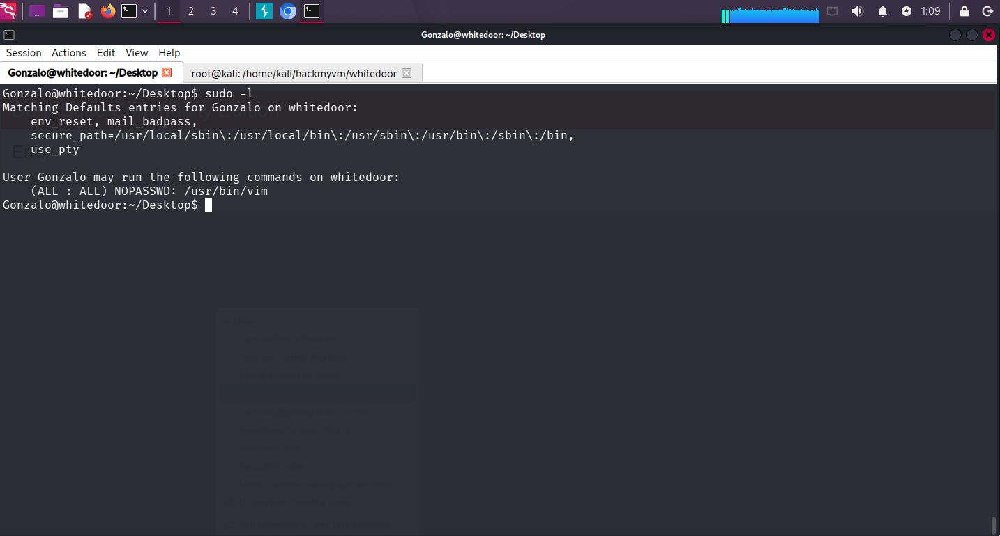 1 2 3 4 1:09
Gonzalo@whitedoor: ~/Desktop
Session Actions Edit View Help
Gonzalo@whitedoor: ~/Desktop root@kali: /home/kali/hackmyvm/whitedoor
Gonzalo@whitedoor:~/Desktop$ sudo -l
Matching Defaults entries for Gonzalo on whitedoor:
    env_reset, mail_badpass,
    secure_path=/usr/local/sbin\:/usr/local/bin\:/usr/sbin\:/usr/bin\:/sbin\:/bin,
    use_pty
User Gonzalo may run the following commands on whitedoor:
    (ALL : ALL) NOPASSWD: /usr/bin/vim
Gonzalo@whitedoor:~/Desktop$